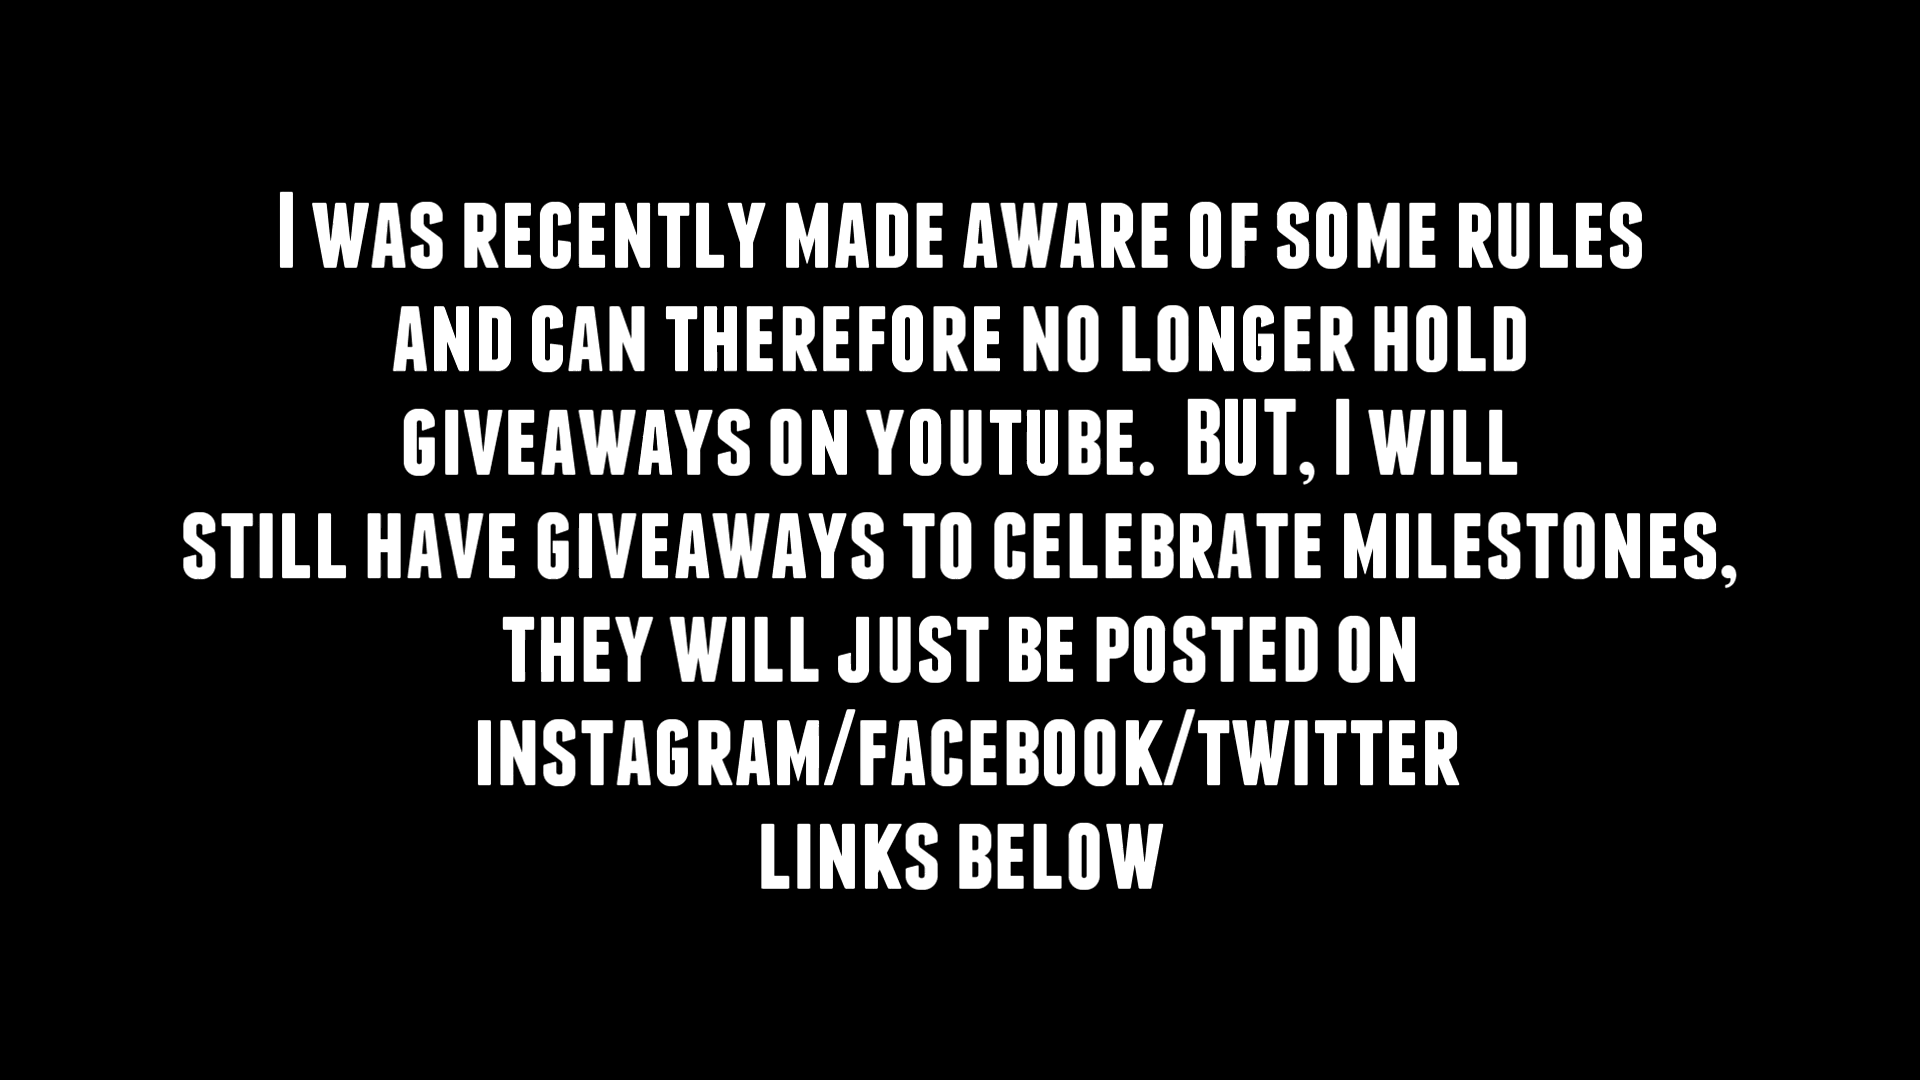 I was recently made aware of some rules
and can therefore no longer hold
giveaways on youtube.  BUT, I will
still have giveaways to celebrate milestones,
they will just be posted on
instagram/facebook/twitter
links below